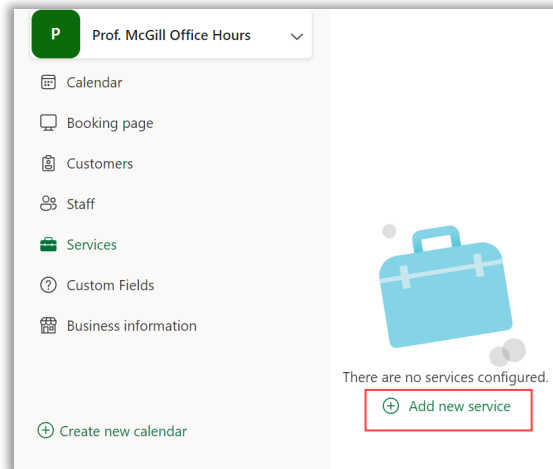 P
Prof. McGill Office Hours
Calendar
Booking page
Customers
Staff
Services
Custom Fields
Business information
Create new calendar
There are no services configured.
Add new service